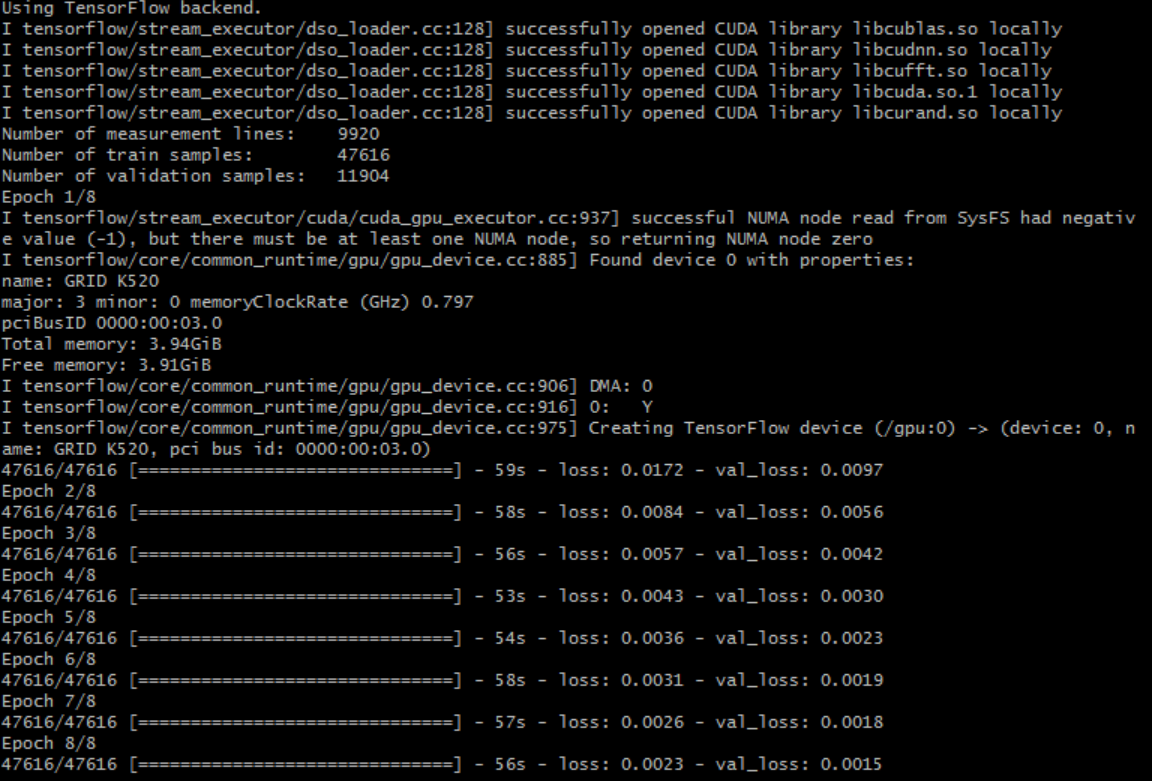 Using TensorFlow backend.
I tensorflow/stream_executor/dso_loader.cc:128] successfully opened CUDA library libcublas.so locally
I tensorflow/stream_executor/dso_loader.cc:128] successfully opened CUDA library libcudnn.so locally
I tensorflow/stream_executor/dso_loader.cc:128] successfully opened CUDA library libcufft.so locally
I tensorflow/stream_executor/dso_loader.cc:128] successfully opened CUDA library libcuda.so.1 locally
I tensorflow/stream_executor/dso_loader.cc:128] successfully opened CUDA library libcurand.so locally
Number of measurement lines:    9920
Number of train samples:        47616
Number of validation samples:   11904
Epoch 1/8
I tensorflow/stream_executor/cuda/cuda_gpu_executor.cc:937] successful NUMA node read from SysFS had negativ
e value (-1), but there must be at least one NUMA node, so returning NUMA node zero
I tensorflow/core/common_runtime/gpu/gpu_device.cc:885] Found device 0 with properties:
name: GRID K520
major: 3 minor: 0 memoryClockRate (GHz) 0.797
pciBusID 0000:00:03.0
Total memory: 3.94GiB
Free memory: 3.91GiB
I tensorflow/core/common_runtime/gpu/gpu_device.cc:906] DMA: 0
I tensorflow/core/common_runtime/gpu/gpu_device.cc:916] 0:   Y
I tensorflow/core/common_runtime/gpu/gpu_device.cc:975] Creating TensorFlow device (/gpu:0) -> (device: 0, n
ame: GRID K520, pci bus id: 0000:00:03.0)
47616/47616 [==============================] - 59s - loss: 0.0172 - val_loss: 0.0097
Epoch 2/8
47616/47616 [==============================] - 58s - loss: 0.0084 - val_loss: 0.0056
Epoch 3/8
47616/47616 [==============================] - 56s - loss: 0.0057 - val_loss: 0.0042
Epoch 4/8
47616/47616 [==============================] - 53s - loss: 0.0043 - val_loss: 0.0030
Epoch 5/8
47616/47616 [==============================] - 54s - loss: 0.0036 - val_loss: 0.0023
Epoch 6/8
47616/47616 [==============================] - 58s - loss: 0.0031 - val_loss: 0.0019
Epoch 7/8
47616/47616 [==============================] - 57s - loss: 0.0026 - val_loss: 0.0018
Epoch 8/8
47616/47616 [==============================] - 56s - loss: 0.0023 - val_loss: 0.0015